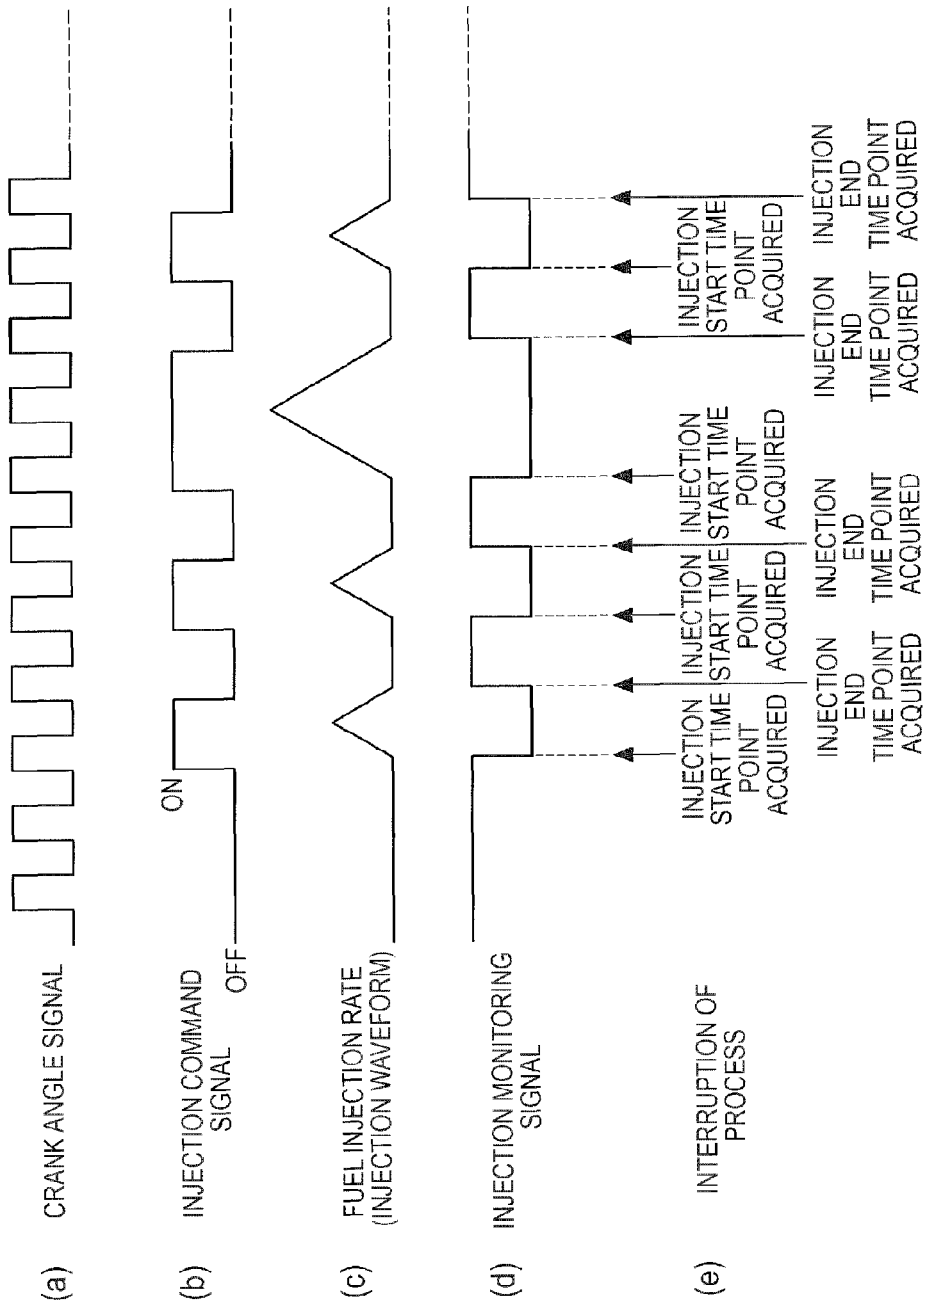 (a) CRANK ANGLE SIGNAL
(b) INJECTION COMMAND
SIGNAL
ON
OFF
(c) FUEL INJECTION RATE
(INJECTION WAVEFORM)
(d) INJECTION MONITORING
SIGNAL
(e) INTERRUPTION OF
PROCESS
INJECTION
START TIME
POINT
ACQUIRED
INJECTION
START TIME
POINT
ACQUIRED
INJECTION
START TIME
POINT
ACQUIRED
INJECTION
START TIME
POINT
ACQUIRED
INJECTION
END
TIME POINT
ACQUIRED
INJECTION
END
TIME POINT
ACQUIRED
INJECTION
END
TIME POINT
ACQUIRED
INJECTION
END
TIME POINT
ACQUIRED